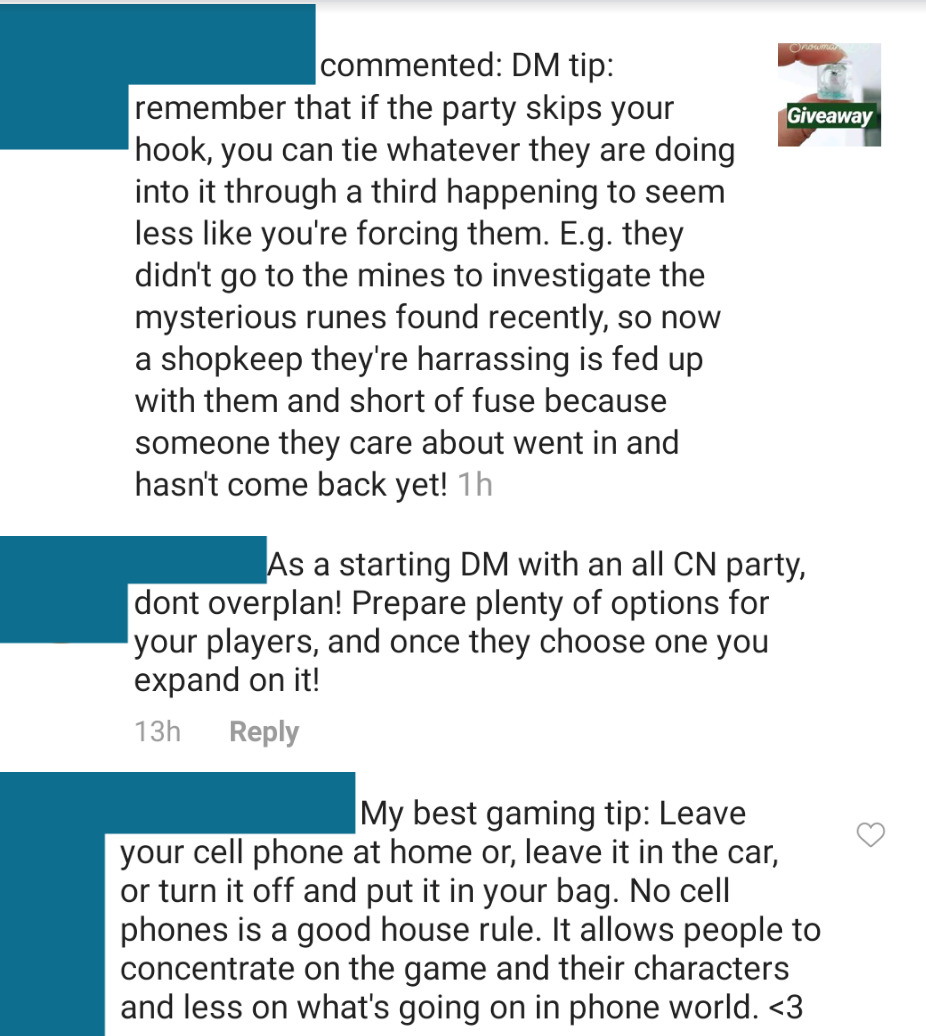 commented: DM tip:
remember that if the party skips your
hook, you can tie whatever they are doing
into it through a third happening to seem
less like you're forcing them. E.g. they
didn't go to the mines to investigate the
mysterious runes found recently, so now
a shopkeep they're harrassing is fed up
with them and short of fuse because
someone they care about went in and
hasn't come back yet! 1h
Giveaway
As a starting DM with an all CN party,
dont overplan! Prepare plenty of options for
your players, and once they choose one you
expand on it!
13h Reply
My best gaming tip: Leave
your cell phone at home or, leave it in the car,
or turn it off and put it in your bag. No cell
phones is a good house rule. It allows people to
concentrate on the game and their characters
and less on what's going on in phone world. <3